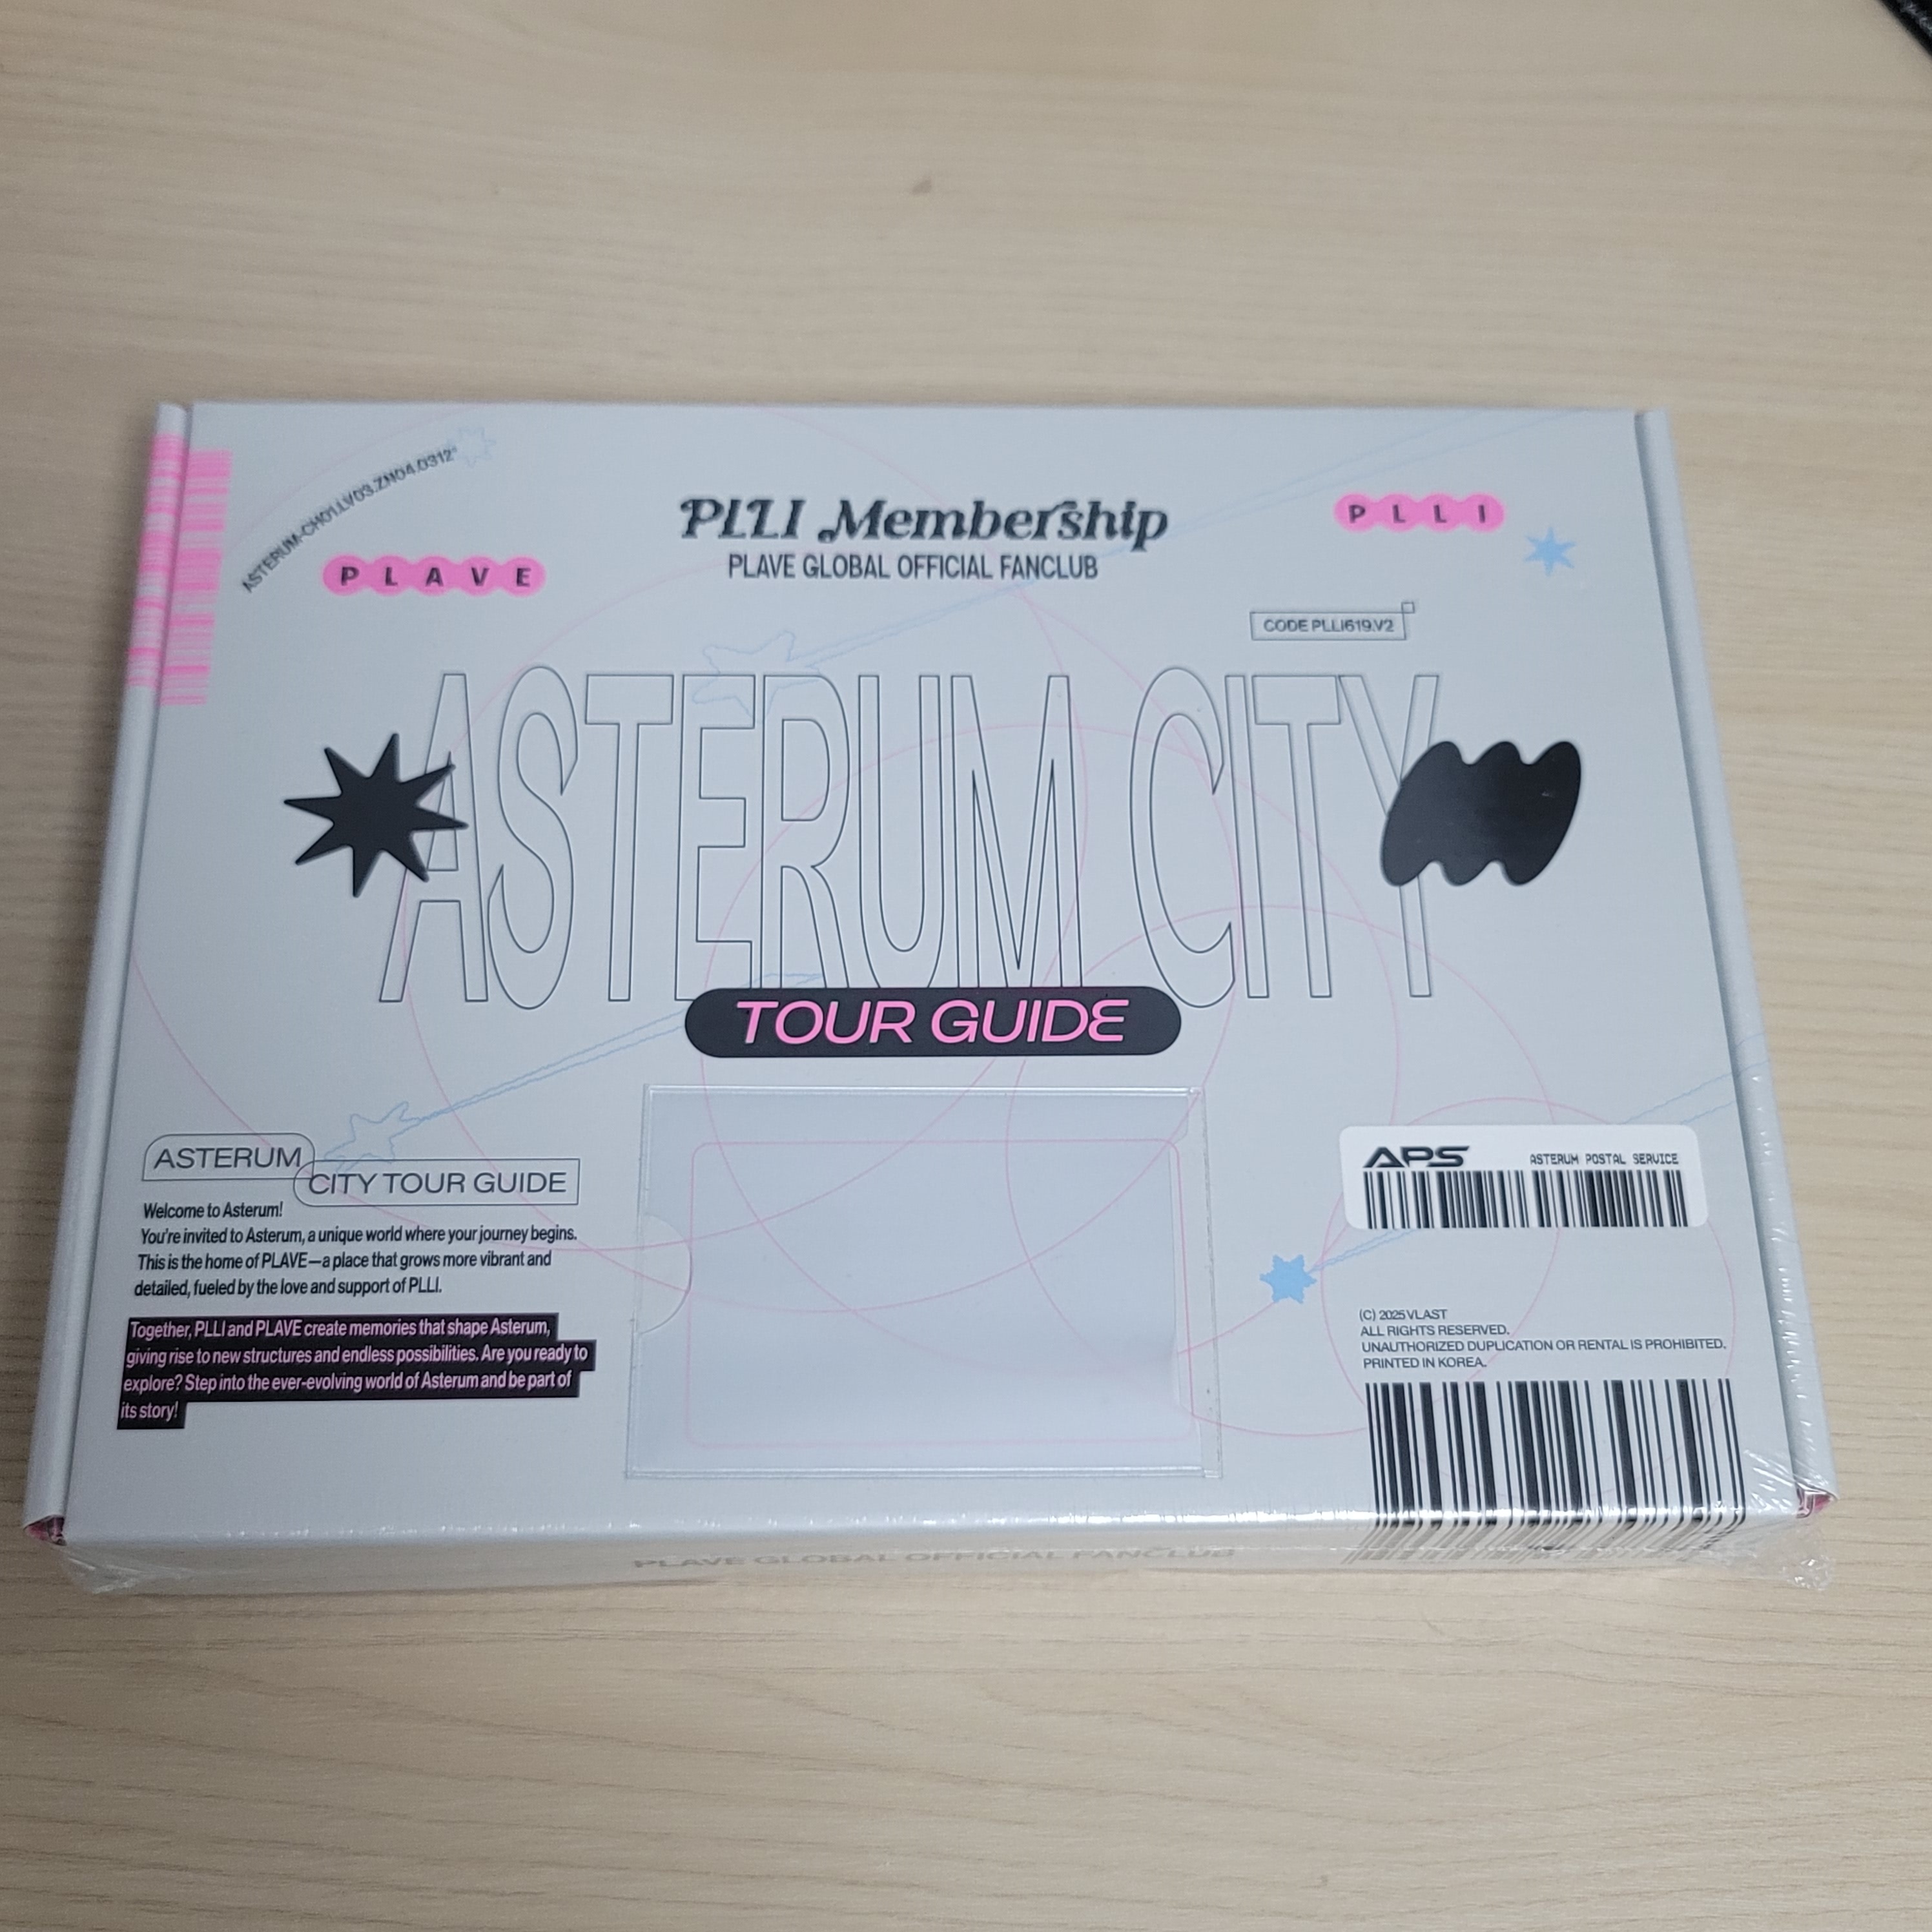 ASTERUM-CH01.LV03.ZN04.0312°
PLAVE
PLLI Membership
PLAVE GLOBAL OFFICIAL FANCLUB
PLLI
CODE PLLI619.V2
ASTERUM CITY
TOUR GUIDE
ASTERUM
CITY TOUR GUIDE
Welcome to Asterum!
You're invited to Asterum, a unique world where your journey begins.
This is the home of PLAVE—a place that grows more vibrant and
detailed, fueled by the love and support of PLLI.
Together, PLLI and PLAVE create memories that shape Asterum,
giving rise to new structures and endless possibilities. Are you ready to
explore? Step into the ever-evolving world of Asterum and be part of
its story!
APS ASTERUM POSTAL SERVICE
(C) 2025 VLAST
ALL RIGHTS RESERVED.
UNAUTHORIZED DUPLICATION OR RENTAL IS PROHIBITED.
PRINTED IN KOREA.
PLAVE GLOBAL OFFICIAL FANCLUB